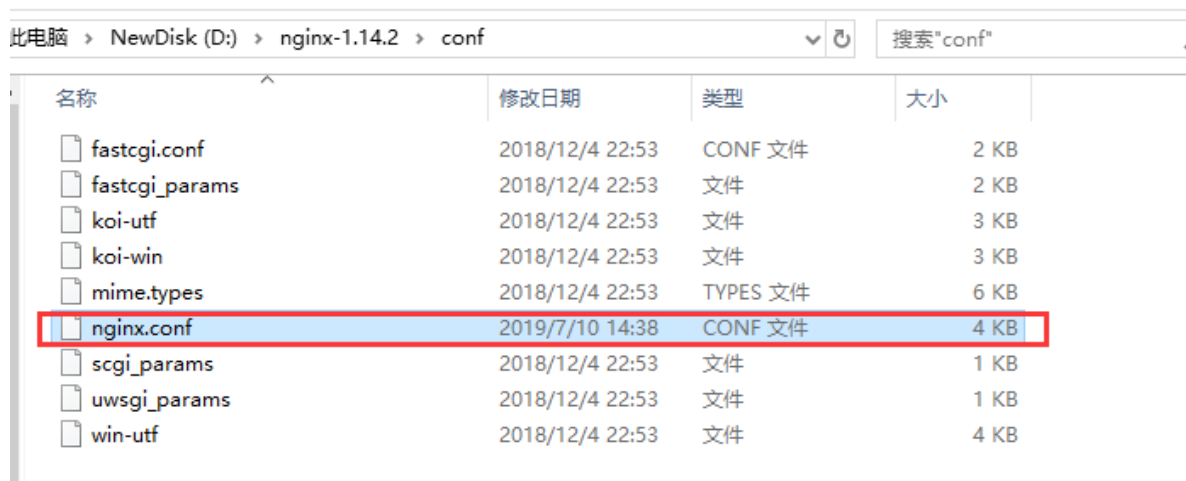 此电脑 › NewDisk (D:) › nginx-1.14.2 › conf 搜索"conf"
名称 修改日期 类型 大小
fastcgi.conf 2018/12/4 22:53 CONF 文件 2 KB
fastcgi_params 2018/12/4 22:53 文件 2 KB
koi-utf 2018/12/4 22:53 文件 3 KB
koi-win 2018/12/4 22:53 文件 3 KB
mime.types 2018/12/4 22:53 TYPES 文件 6 KB
nginx.conf 2019/7/10 14:38 CONF 文件 4 KB
scgi_params 2018/12/4 22:53 文件 1 KB
uwsgi_params 2018/12/4 22:53 文件 1 KB
win-utf 2018/12/4 22:53 文件 4 KB